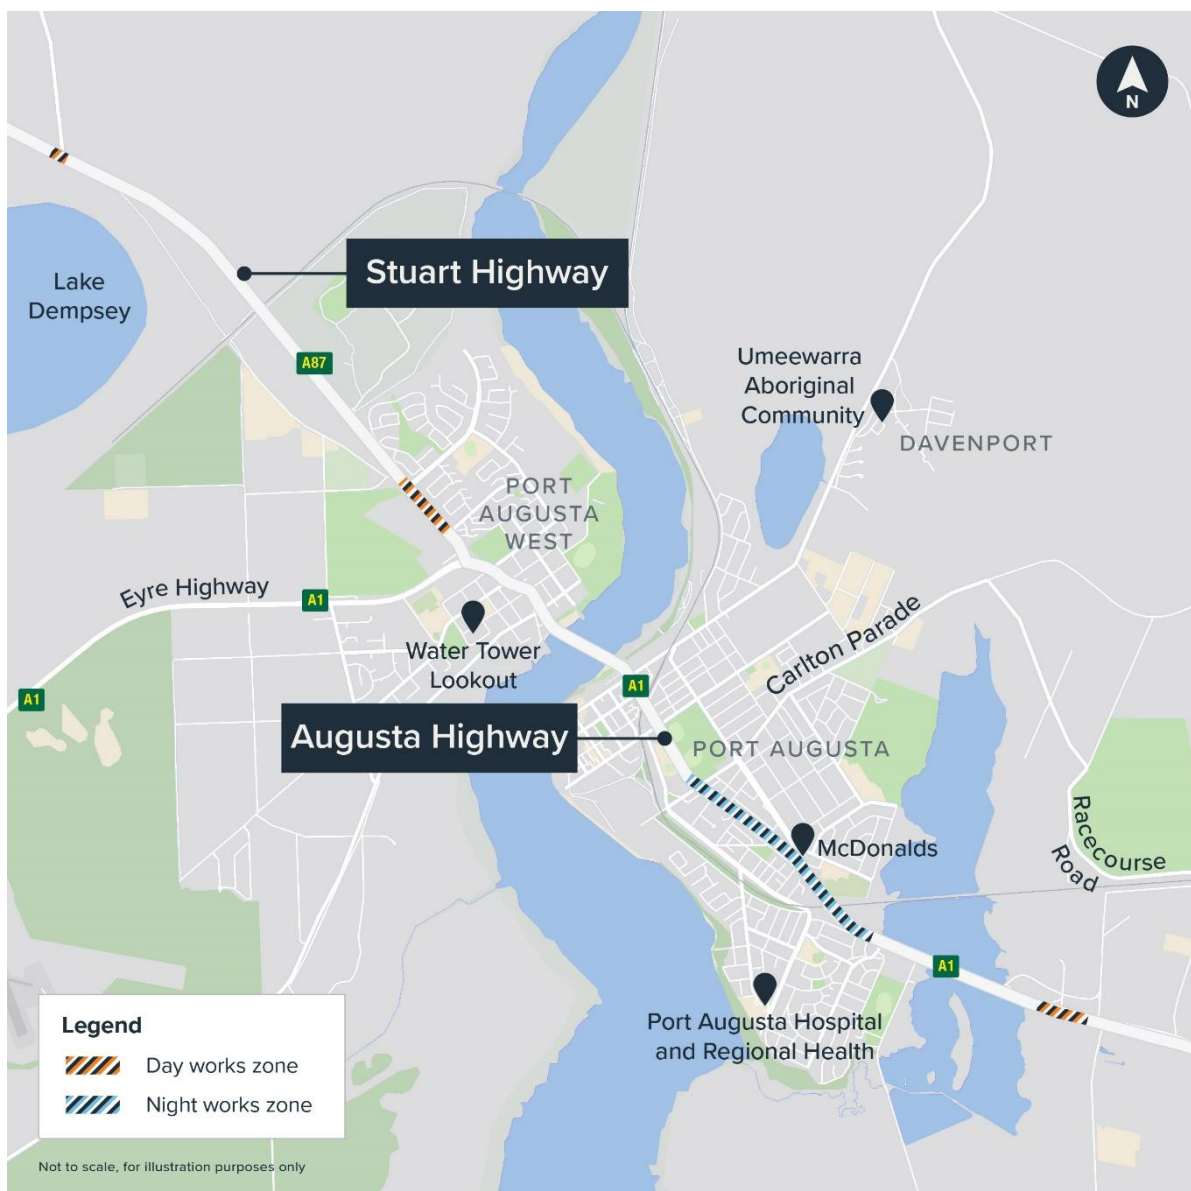 N
Stuart Highway
Lake
Dempsey
A87
Umeewarra
Aboriginal
Community
DAVENPORT
PORT
AUGUSTA
WEST
Eyre Highway
A1
Carlton Parade
Water Tower
Lookout
A1
A1
Augusta Highway
PORT AUGUSTA
McDonalds
Racecourse
Road
A1
Port Augusta Hospital
and Regional Health
Legend
Day works zone
Night works zone
Not to scale, for illustration purposes only